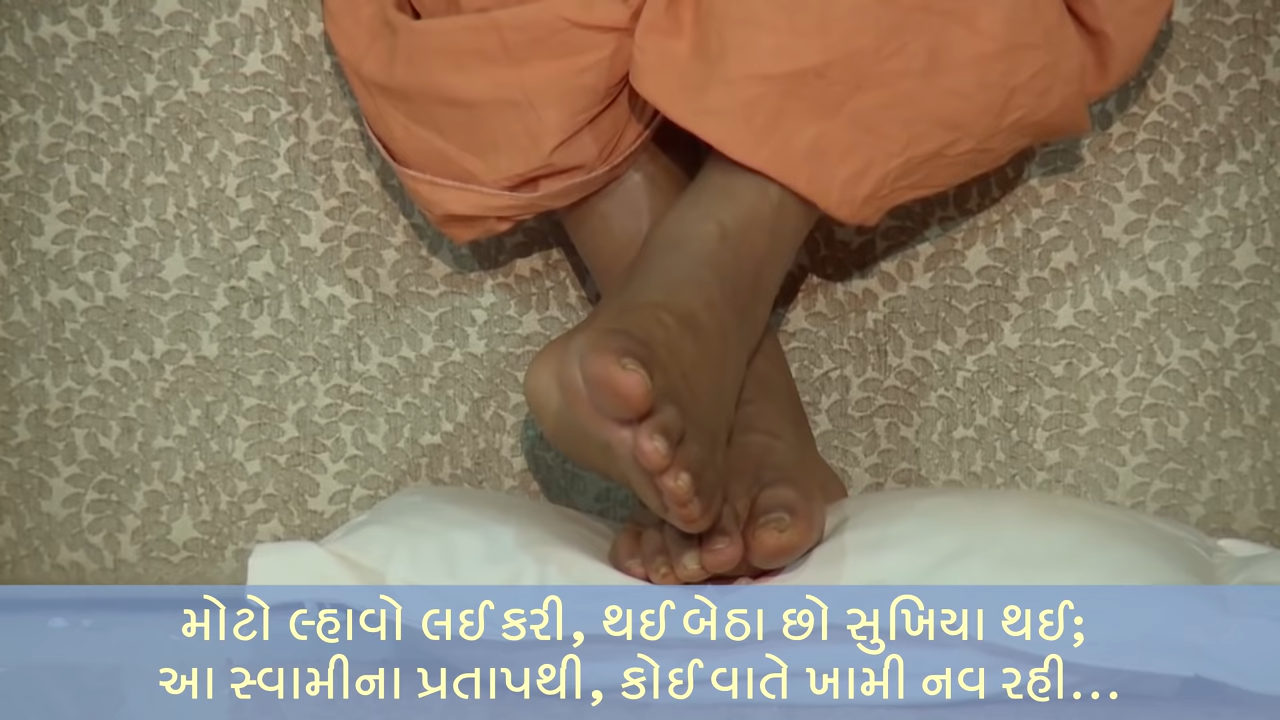 મોટો લ્હાવો લઈ કરી, થઈ બેઠા છો સુખિયા થઈ;
આ સ્વામીના પ્રતાપથી, કોઈ વાતે ખામી નવ રહી...